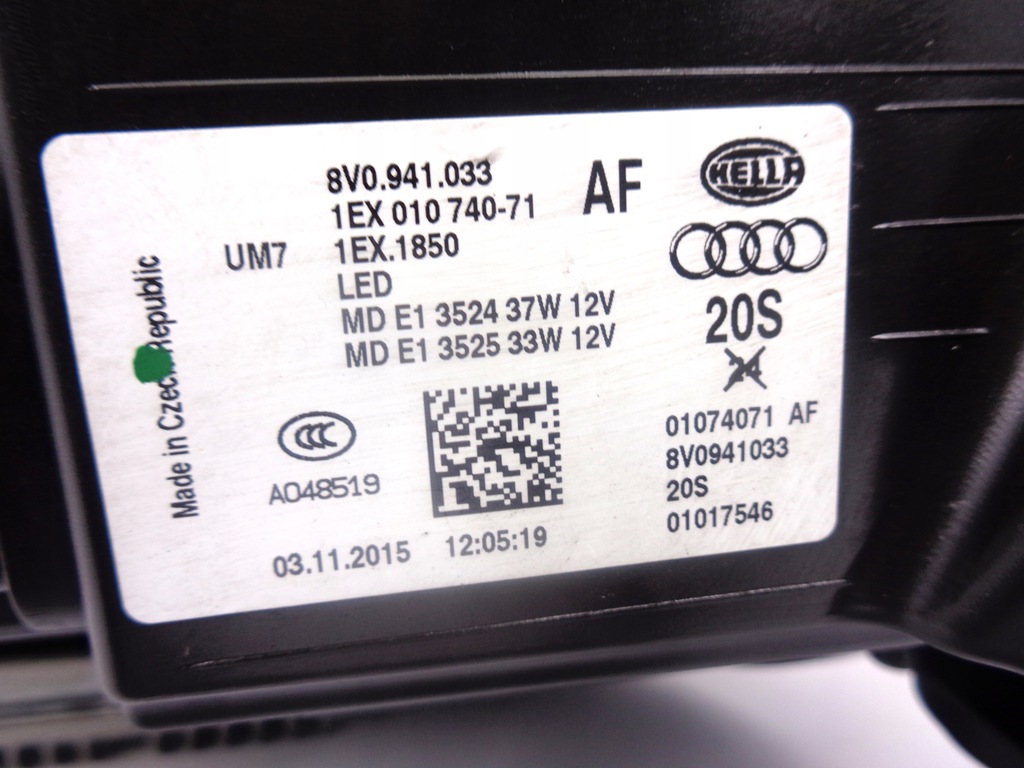 8V0.941.033
AF
HELLA
1EX 010 740-71
UM7 1EX.1850
LED
MD E1 3524 37W 12V
MD E1 3525 33W 12V
20S
24
Made in Czech Republic
CCC
A048519
03.11.2015 12:05:19
01074071 AF
8V0941033
20S
01017546